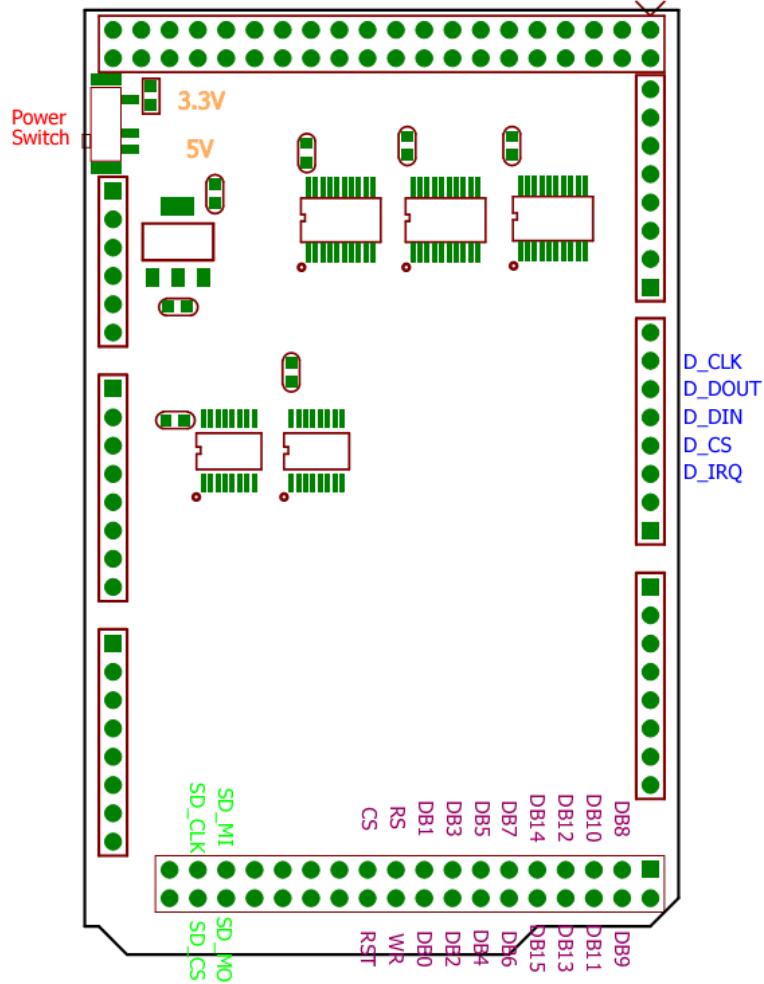 3.3V
Power
Switch
5V
D_CLK
D_DOUT
D_DIN
D_CS
D_IRQ
SD_CLK
SD_MI
CS
RS
DB1
DB3
DB5
DB7
DB14
DB12
DB10
DB8
SD_CS
SD_MO
RST
WR
DB0
DB2
DB4
DB6
DB15
DB13
DB11
DB9